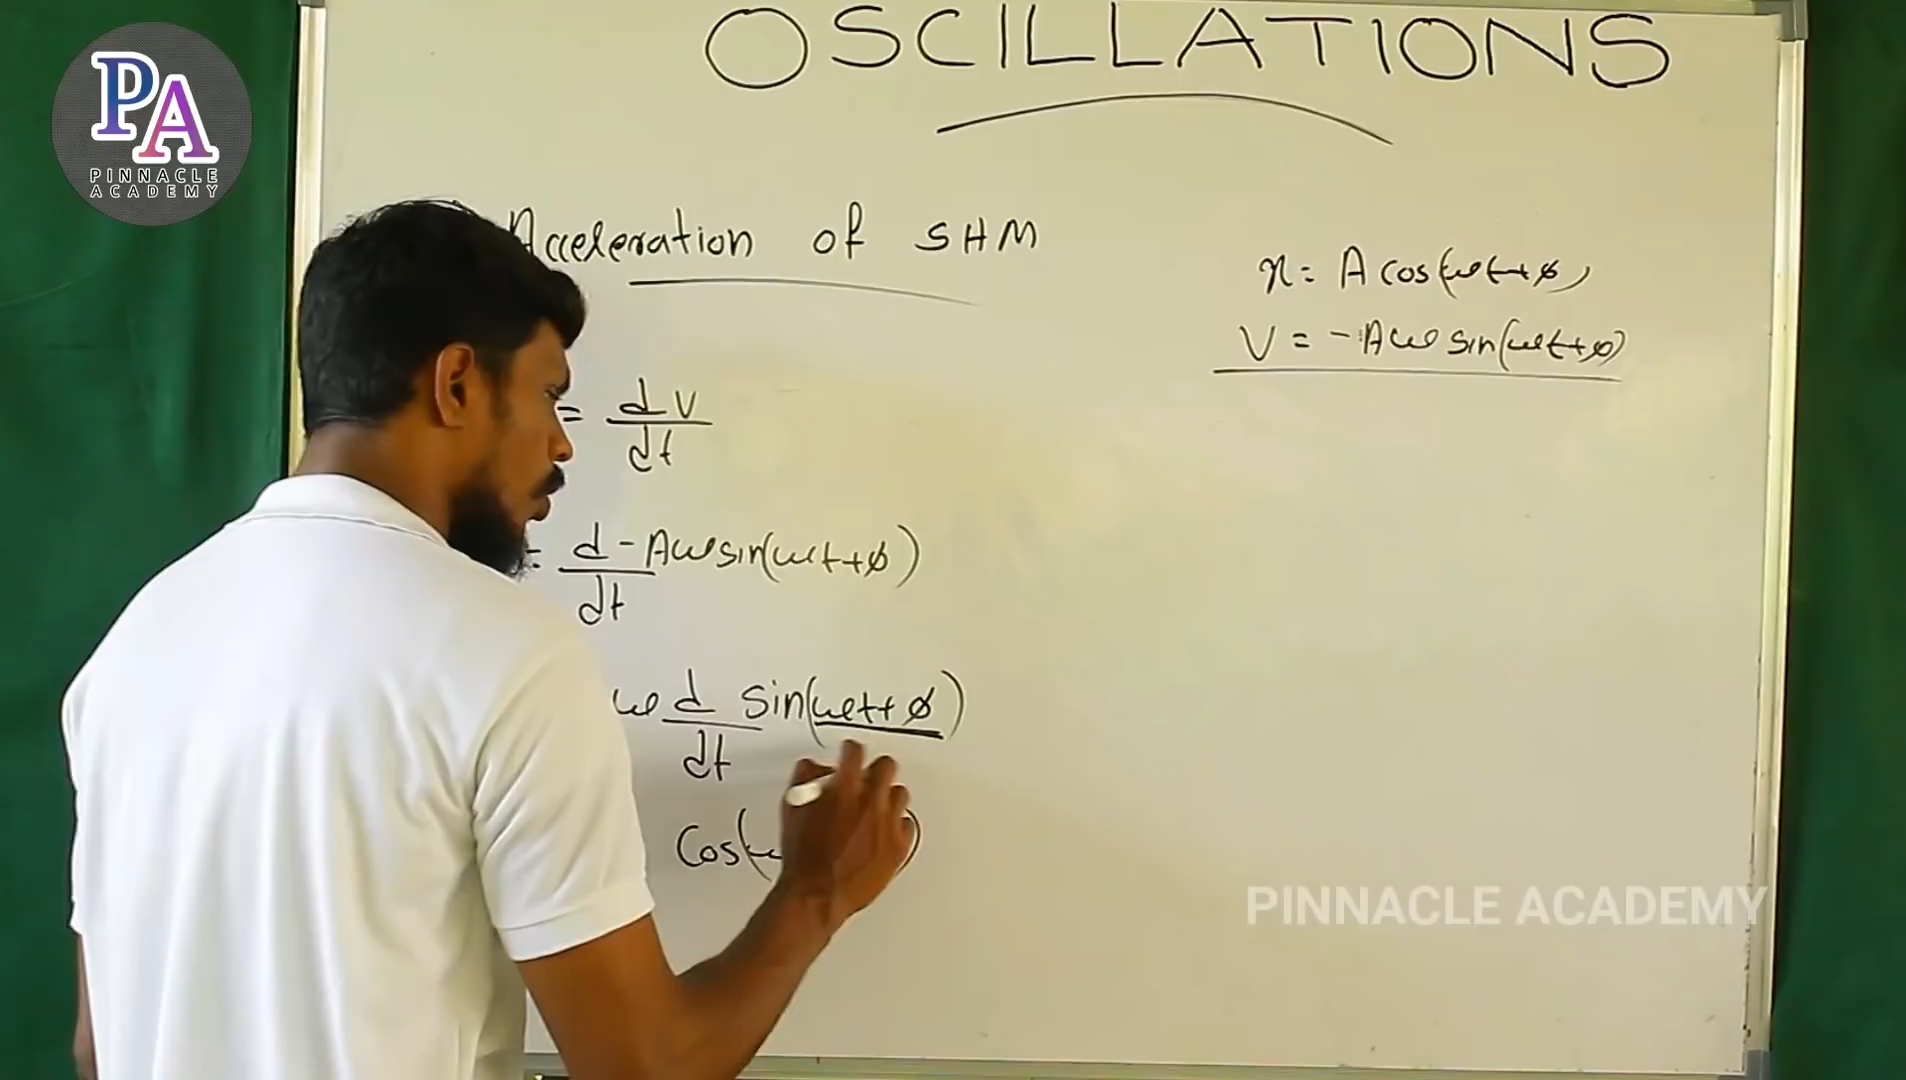 OSCILLATIONS
PA
PINNACLE
ACADEMY
Acceleration of SHM
x = A cos(ωt+φ)
V = -Aω sin(ωt+φ)
= dV
dt
= d -Aω sin(ωt+φ)
dt
ω d sin(ωt+φ)
dt
Cos(ω )
PINNACLE ACADEMY